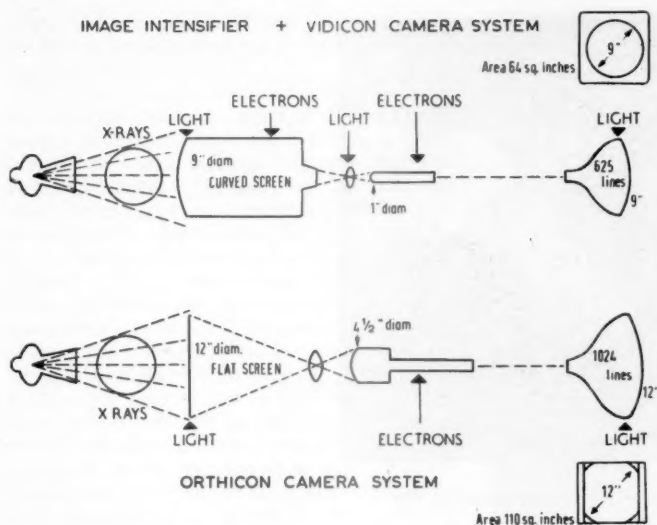 IMAGE INTENSIFIER + VIDICON CAMERA SYSTEM
9"
Area 64 sq. inches
ELECTRONS
ELECTRONS
LIGHT
LIGHT
LIGHT
X-RAYS
9" diam
CURVED SCREEN
1" diam
625
lines
9"
4 1/2" diam
12" diam.
FLAT SCREEN
1024
lines
12"
X RAYS
LIGHT
ELECTRONS
LIGHT
ORTHICON CAMERA SYSTEM
12"
Area 110 sq. inches